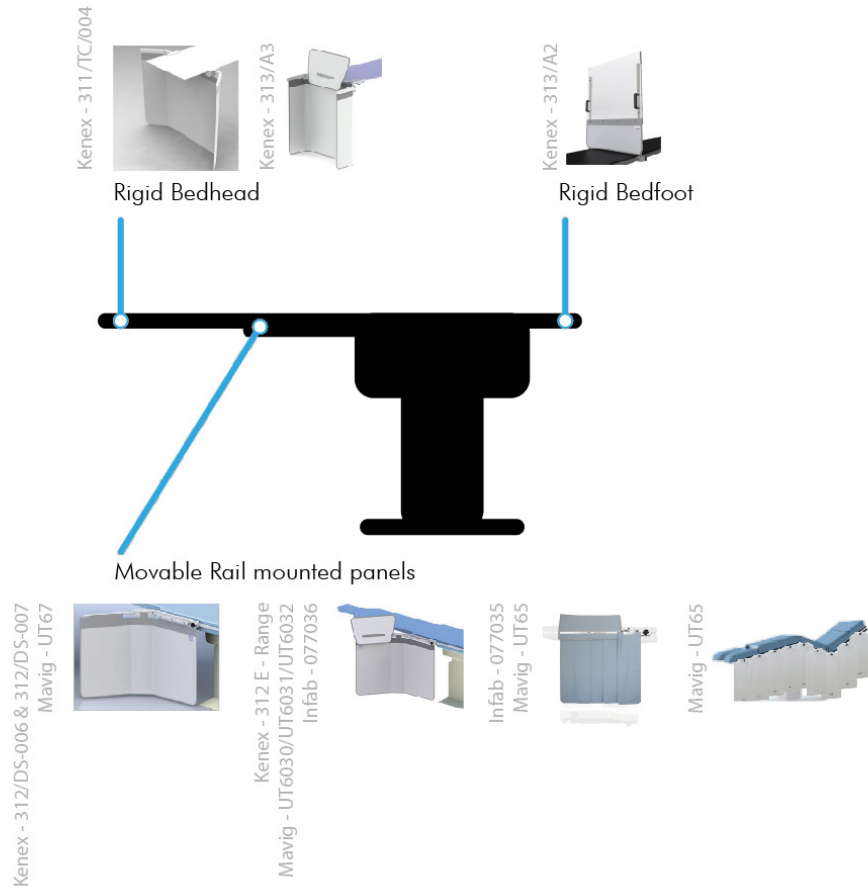 Kenex - 311/TC/004
Kenex - 313/A3
Kenex - 313/A2
Rigid Bedhead
Rigid Bedfoot
Movable Rail mounted panels
Kenex - 312/DS-006 & 312/DS-007
Mavig - UT67
Kenex - 312 E - Range
Mavig - UT6030/UT6031/UT6032
Infab - 077036
Infab - 077035
Mavig - UT65
Mavig - UT65